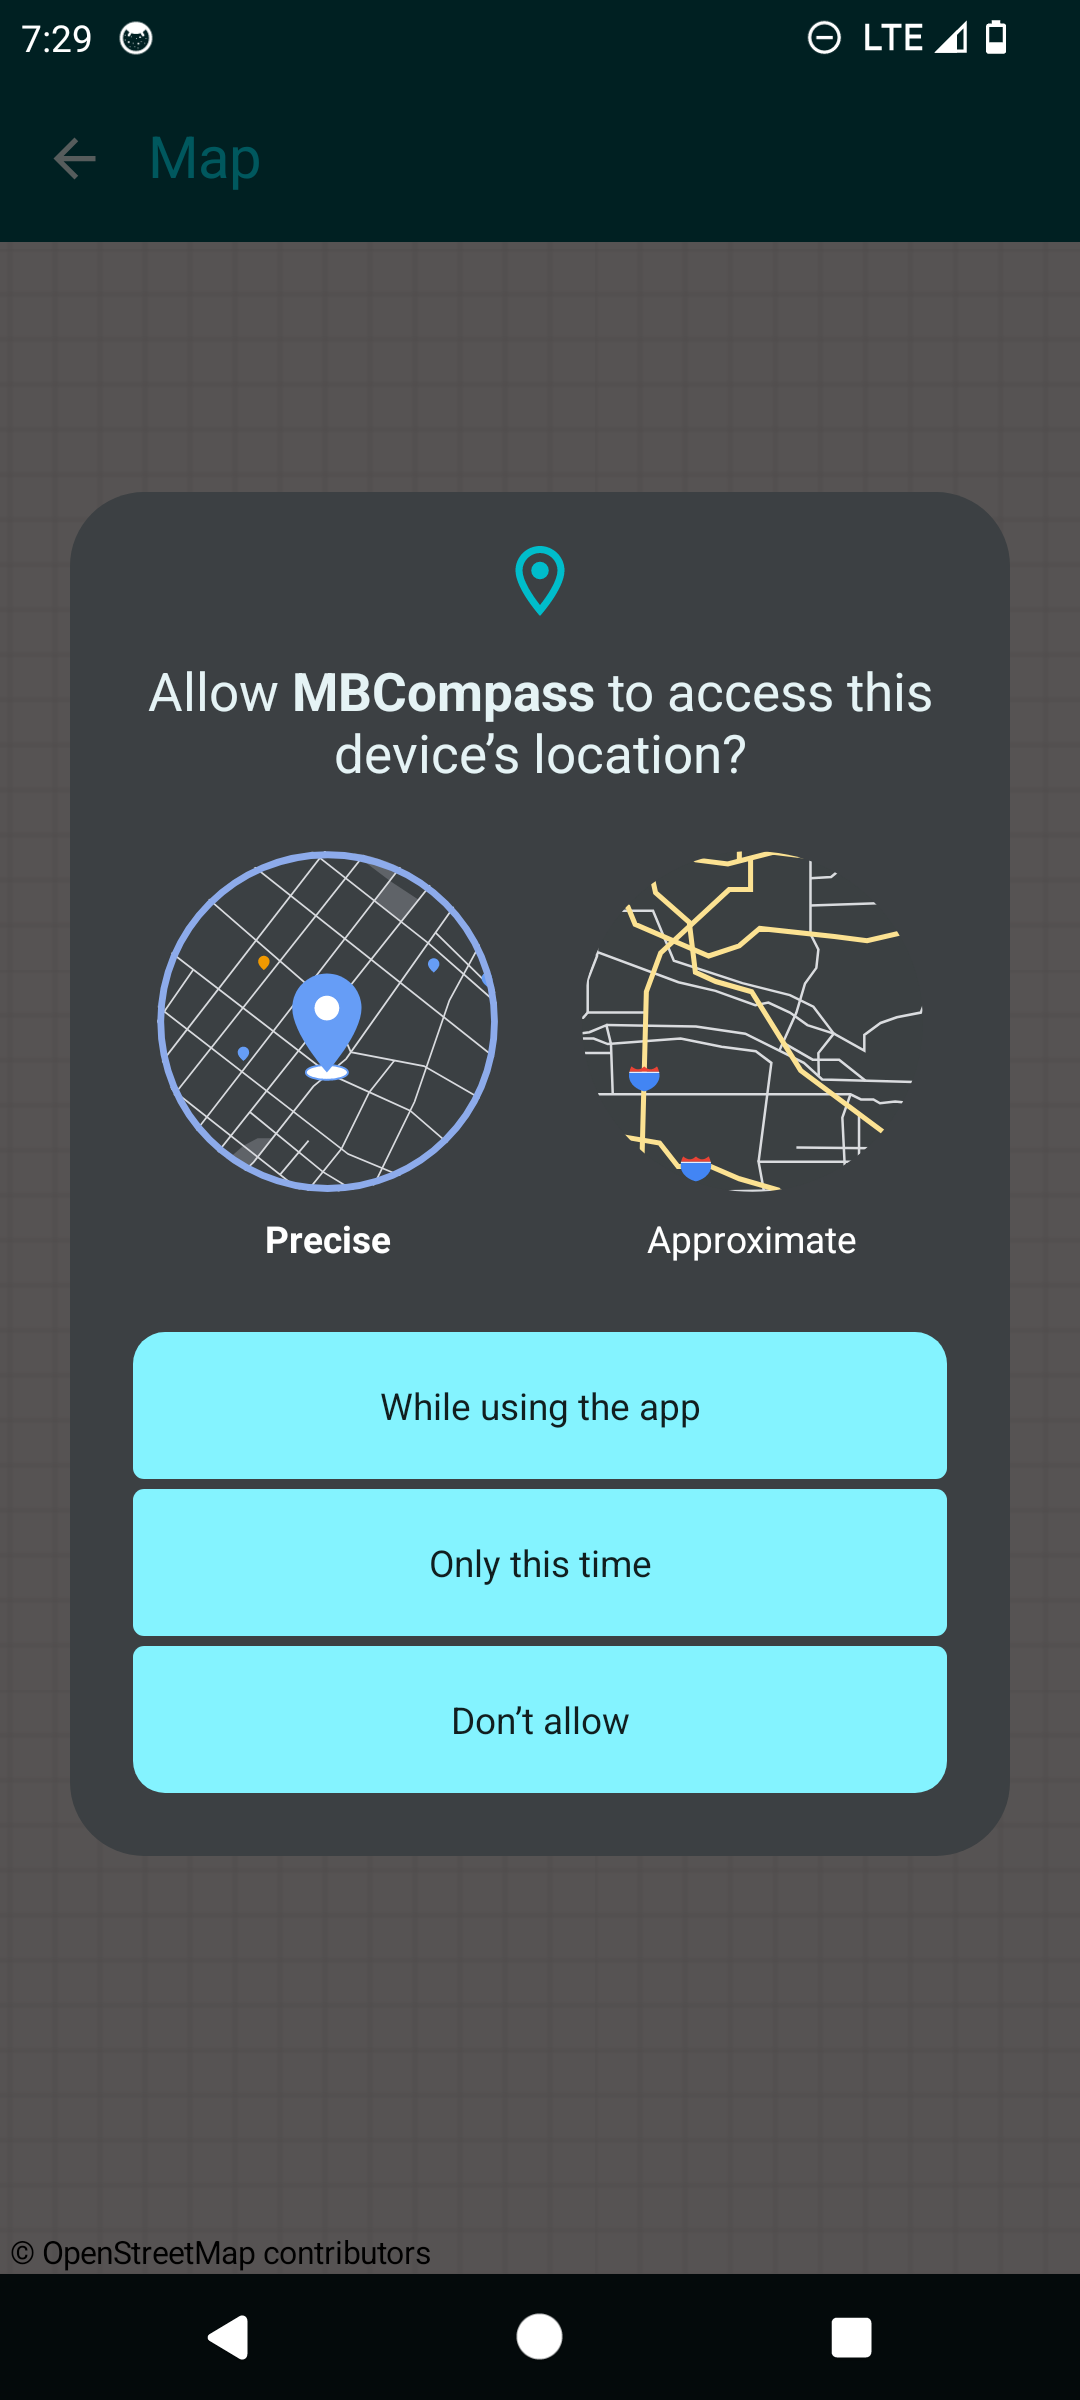 7:29
LTE
Map
Allow MBCompass to access this
device’s location?
Precise
Approximate
While using the app
Only this time
Don’t allow
© OpenStreetMap contributors